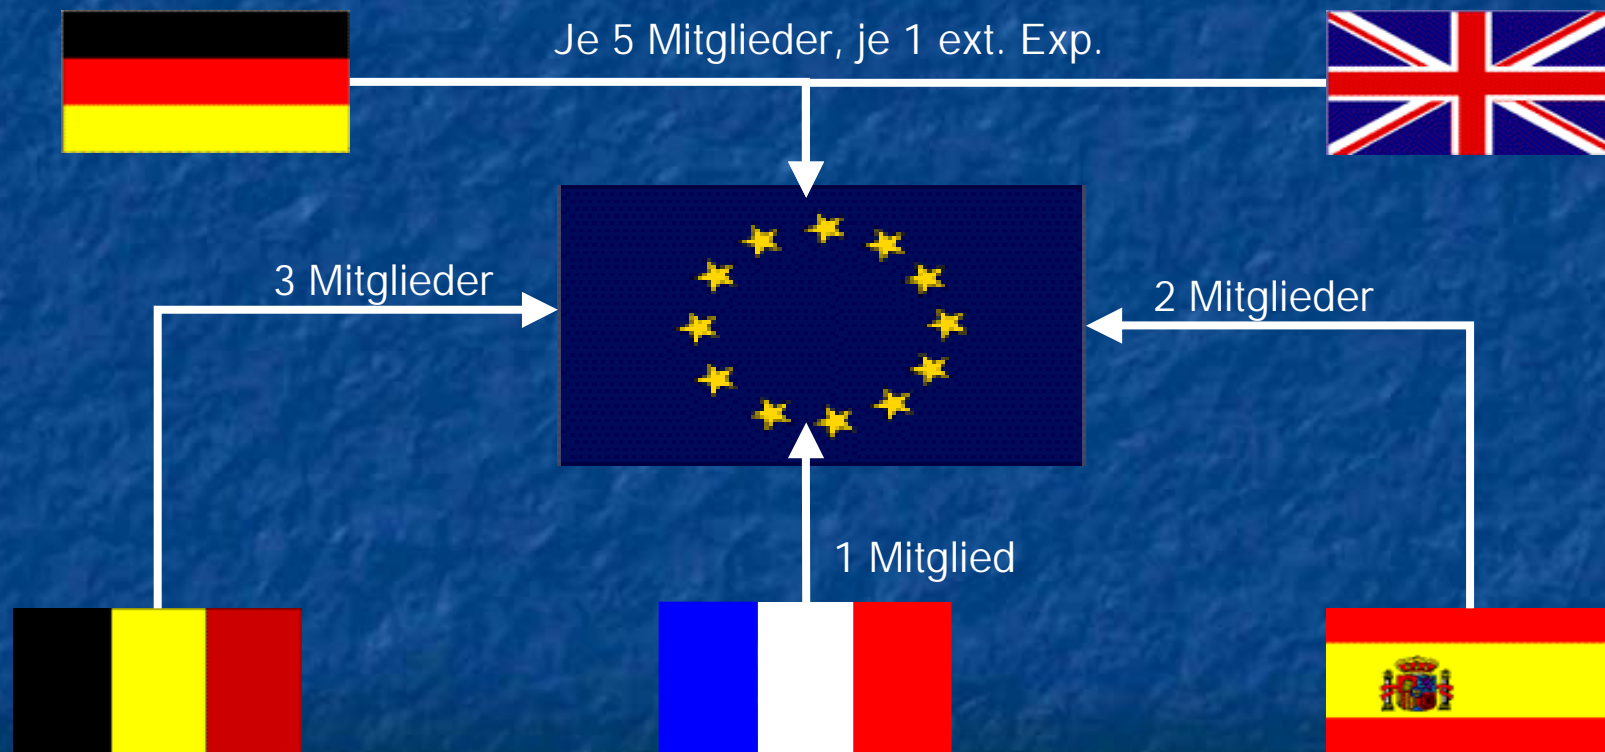 Je 5 Mitglieder, je 1 ext. Exp.
3 Mitglieder
2 Mitglieder
1 Mitglied